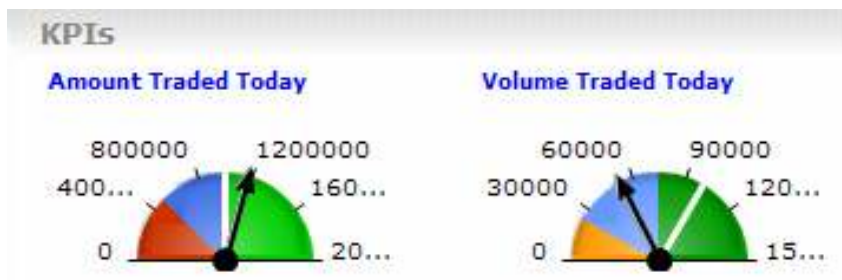 KPIs
Amount Traded Today
Volume Traded Today
800000 1200000
400... 160...
0 20...
60000 90000
30000 120...
0 15...